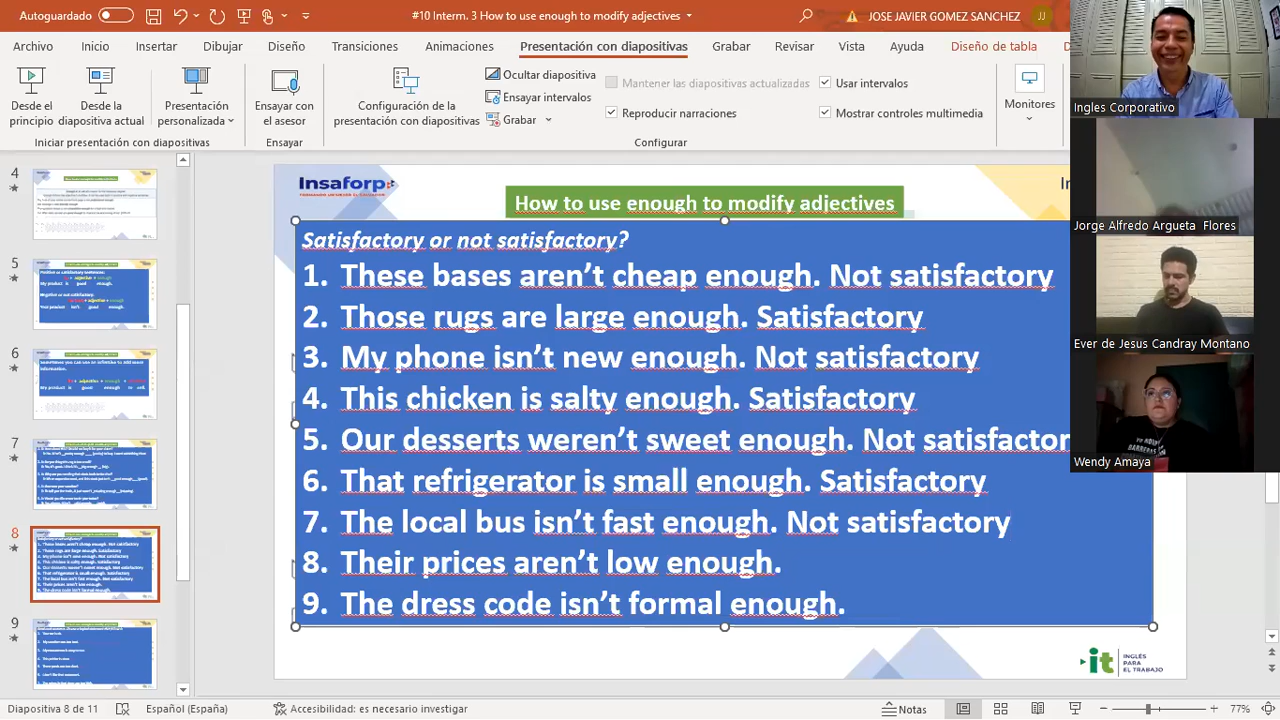 Autoguardado
#10 Interm. 3 How to use enough to modify adjectives
JOSE JAVIER GOMEZ SANCHEZ
JJ
Archivo
Inicio
Insertar
Dibujar
Diseño
Transiciones
Animaciones
Presentación con diapositivas
Grabar
Revisar
Vista
Ayuda
Diseño de tabla
Desde el principio
Desde la diapositiva actual
Presentación personalizada
Ensayar con el asesor
Configuración de la presentación con diapositivas
Ocultar diapositiva
Ensayar intervalos
Grabar
Mantener las diapositivas actualizadas
Reproducir narraciones
Usar intervalos
Mostrar controles multimedia
Monitores
Iniciar presentación con diapositivas
Ensayar
Configurar
Ingles Corporativo
Jorge Alfredo Argueta Flores
Ever de Jesus Candray Montano
Wendy Amaya
4
5
6
7
8
9
Insaforp
How to use enough to modify adjectives
Satisfactory or not satisfactory?
1. These bags aren't cheap enough. Not satisfactory
2. Those rugs are large enough. Satisfactory
3. My phone isn't new enough. Not satisfactory
4. This chicken is salty enough. Satisfactory
5. Our desserts weren't sweet enough. Not satisfactor
6. That refrigerator is small enough. Satisfactory
7. The local bus isn't fast enough. Not satisfactory
8. Their prices aren't low enough.
9. The dress code isn't formal enough.
it INGLÉS PARA EL TRABAJO
Diapositiva 8 de 11
Español (España)
Accesibilidad: es necesario investigar
Notas
77%